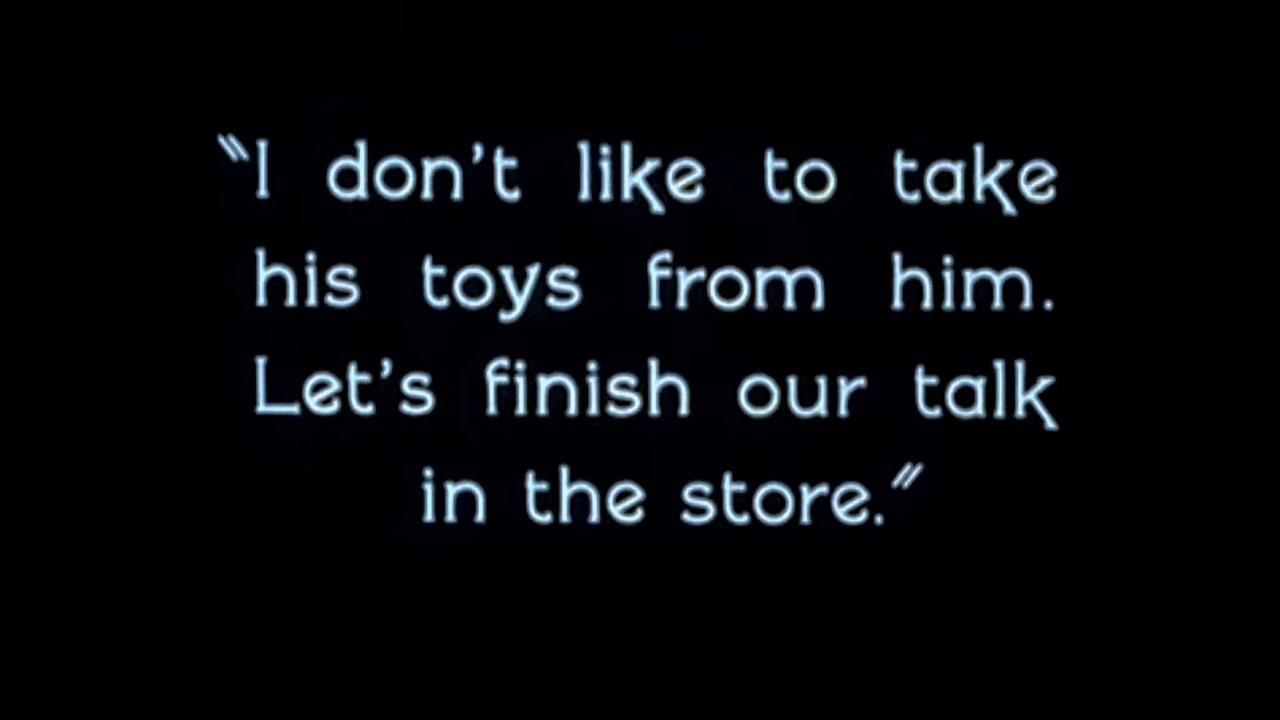 “I don’t like to take
his toys from him.
Let’s finish our talk
in the store.”